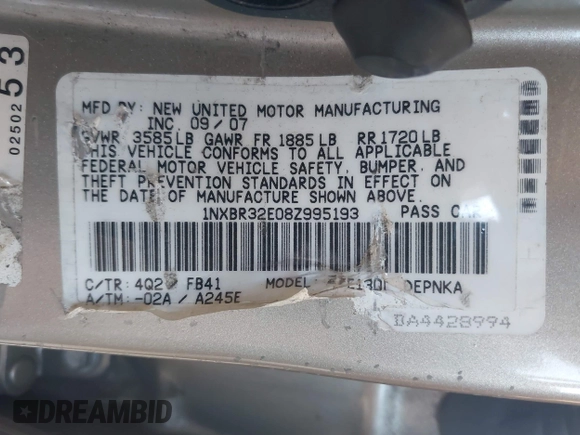 MFD BY: NEW UNITED MOTOR MANUFACTURING
INC. 09/07
GVWR 3585LB GAWR FR 1885LB RR 1720LB
THIS VEHICLE CONFORMS TO ALL APPLICABLE
FEDERAL MOTOR VEHICLE SAFETY, BUMPER, AND
THEFT PREVENTION STANDARDS IN EFFECT ON
THE DATE OF MANUFACTURE SHOWN ABOVE.
1NXBR32E08Z995193 PASS CAR
C/TR: 4Q2 FB41 MODEL DEPNKA
A/TM: -02A / A245E
DA4428994
02502
53
DREAMBID